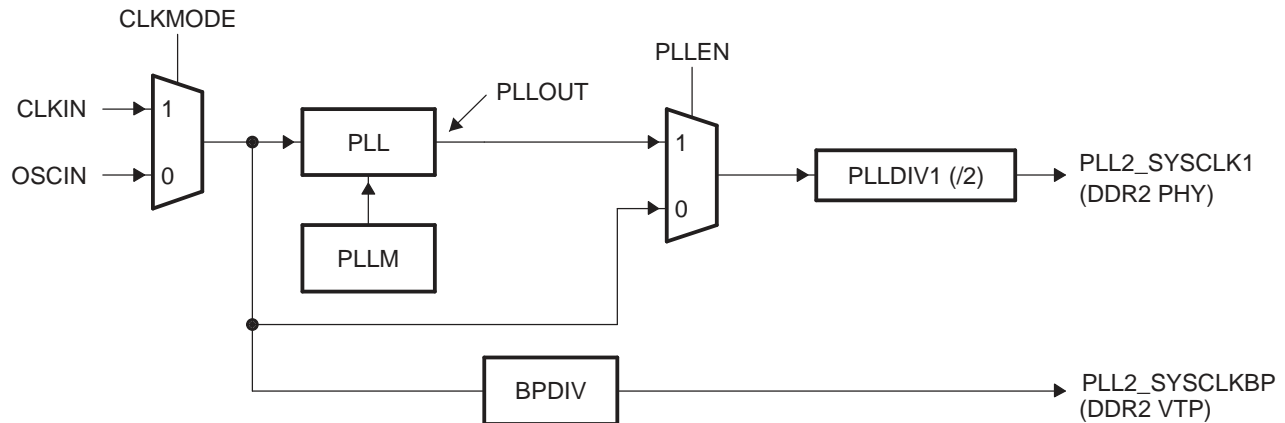 CLKMODE
CLKIN
1
OSCIN
0
PLL
PLLM
PLLOUT
PLLEN
1
0
PLLDIV1 (/2)
PLL2_SYSCLK1
(DDR2 PHY)
BPDIV
PLL2_SYSCLKBP
(DDR2 VTP)